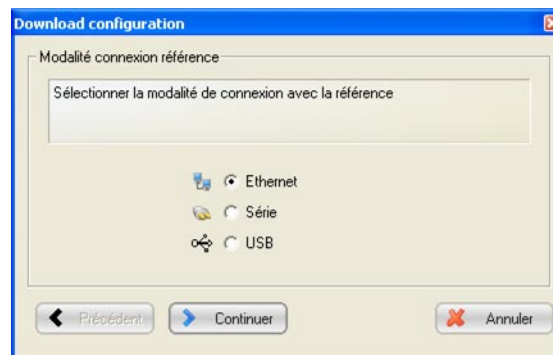 Download configuration
Modalité connexion référence
Sélectionner la modalité de connexion avec la référence
Ethernet
Série
USB
Précédent
Continuer
Annuler